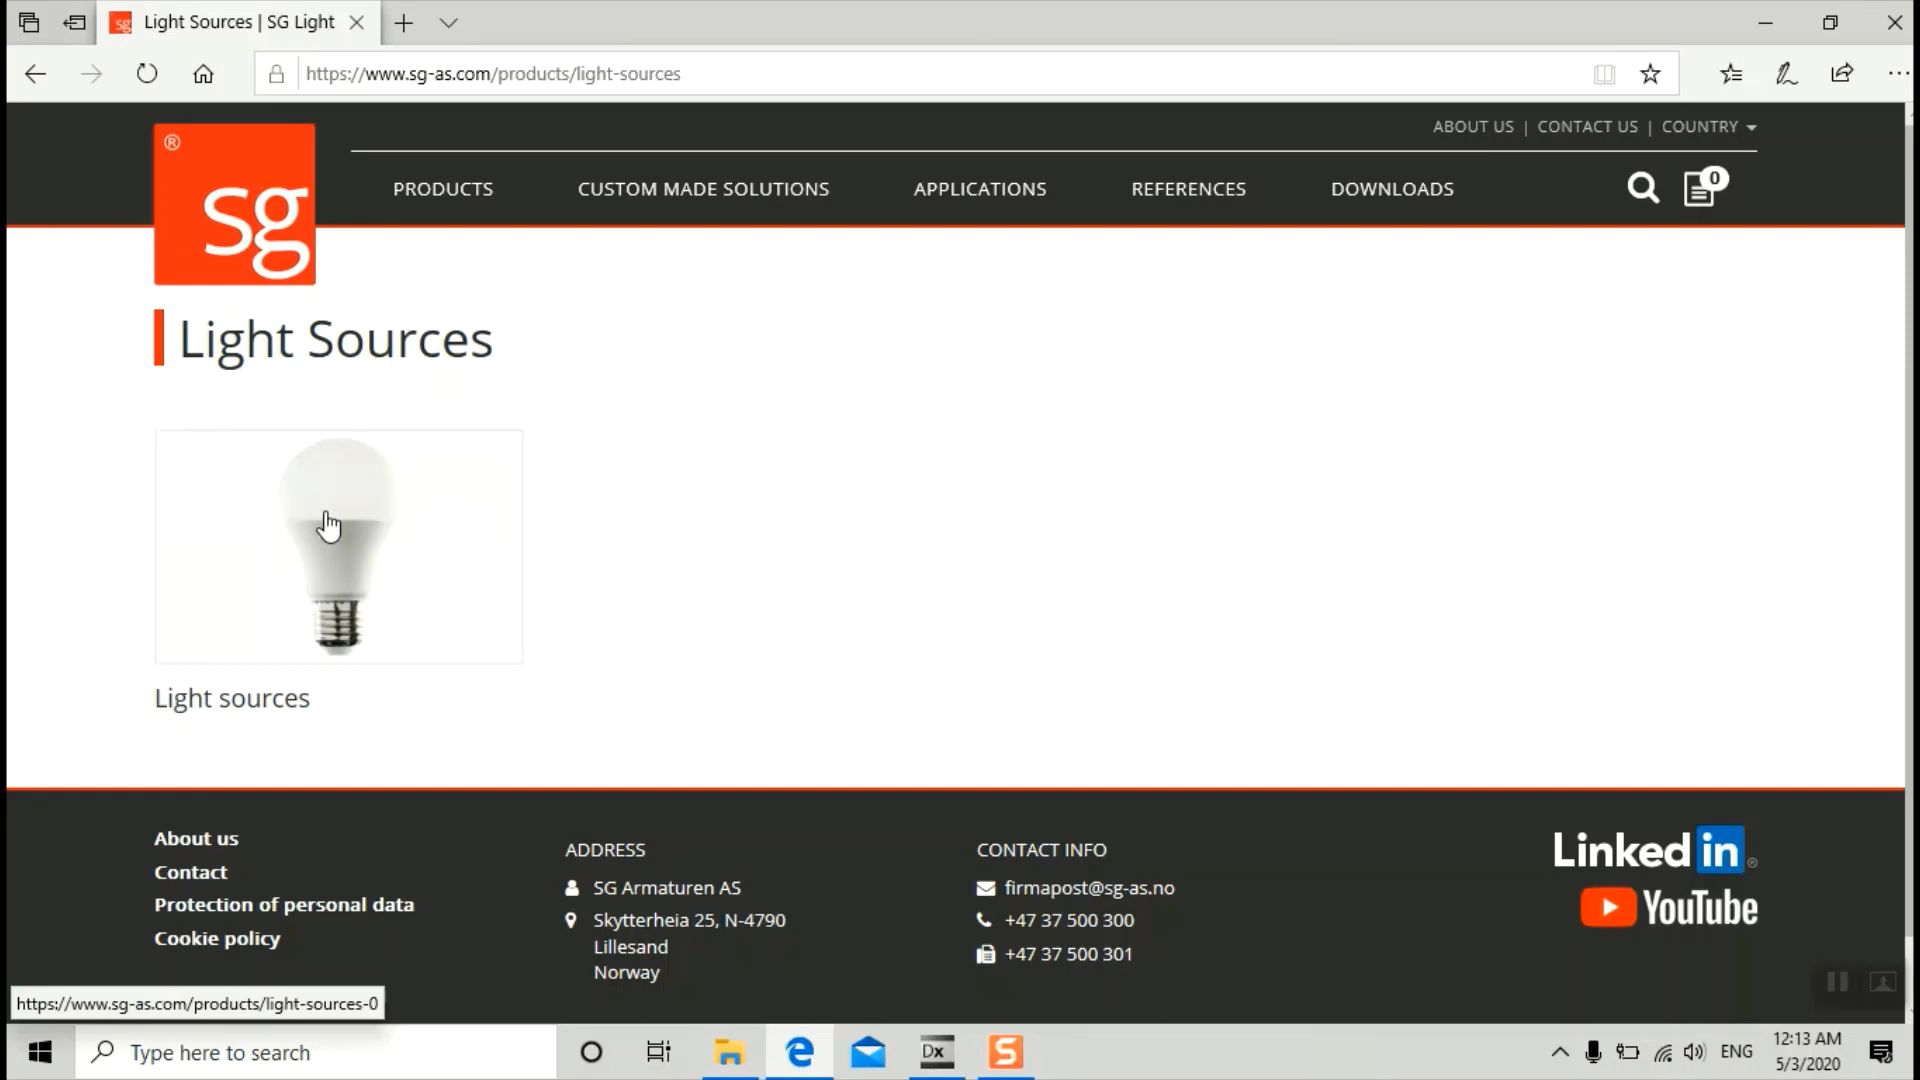 Light Sources | SG Light
https://www.sg-as.com/products/light-sources
ABOUT US | CONTACT US | COUNTRY
® sg
PRODUCTS CUSTOM MADE SOLUTIONS APPLICATIONS REFERENCES DOWNLOADS 0
Light Sources
Light sources
About us
Contact
Protection of personal data
Cookie policy
ADDRESS
SG Armaturen AS
Skytterheia 25, N-4790
Lillesand
Norway
CONTACT INFO
firmapost@sg-as.no
+47 37 500 300
+47 37 500 301
Linked in ®
YouTube
https://www.sg-as.com/products/light-sources-0
Type here to search
Dx
S
ENG
12:13 AM
5/3/2020